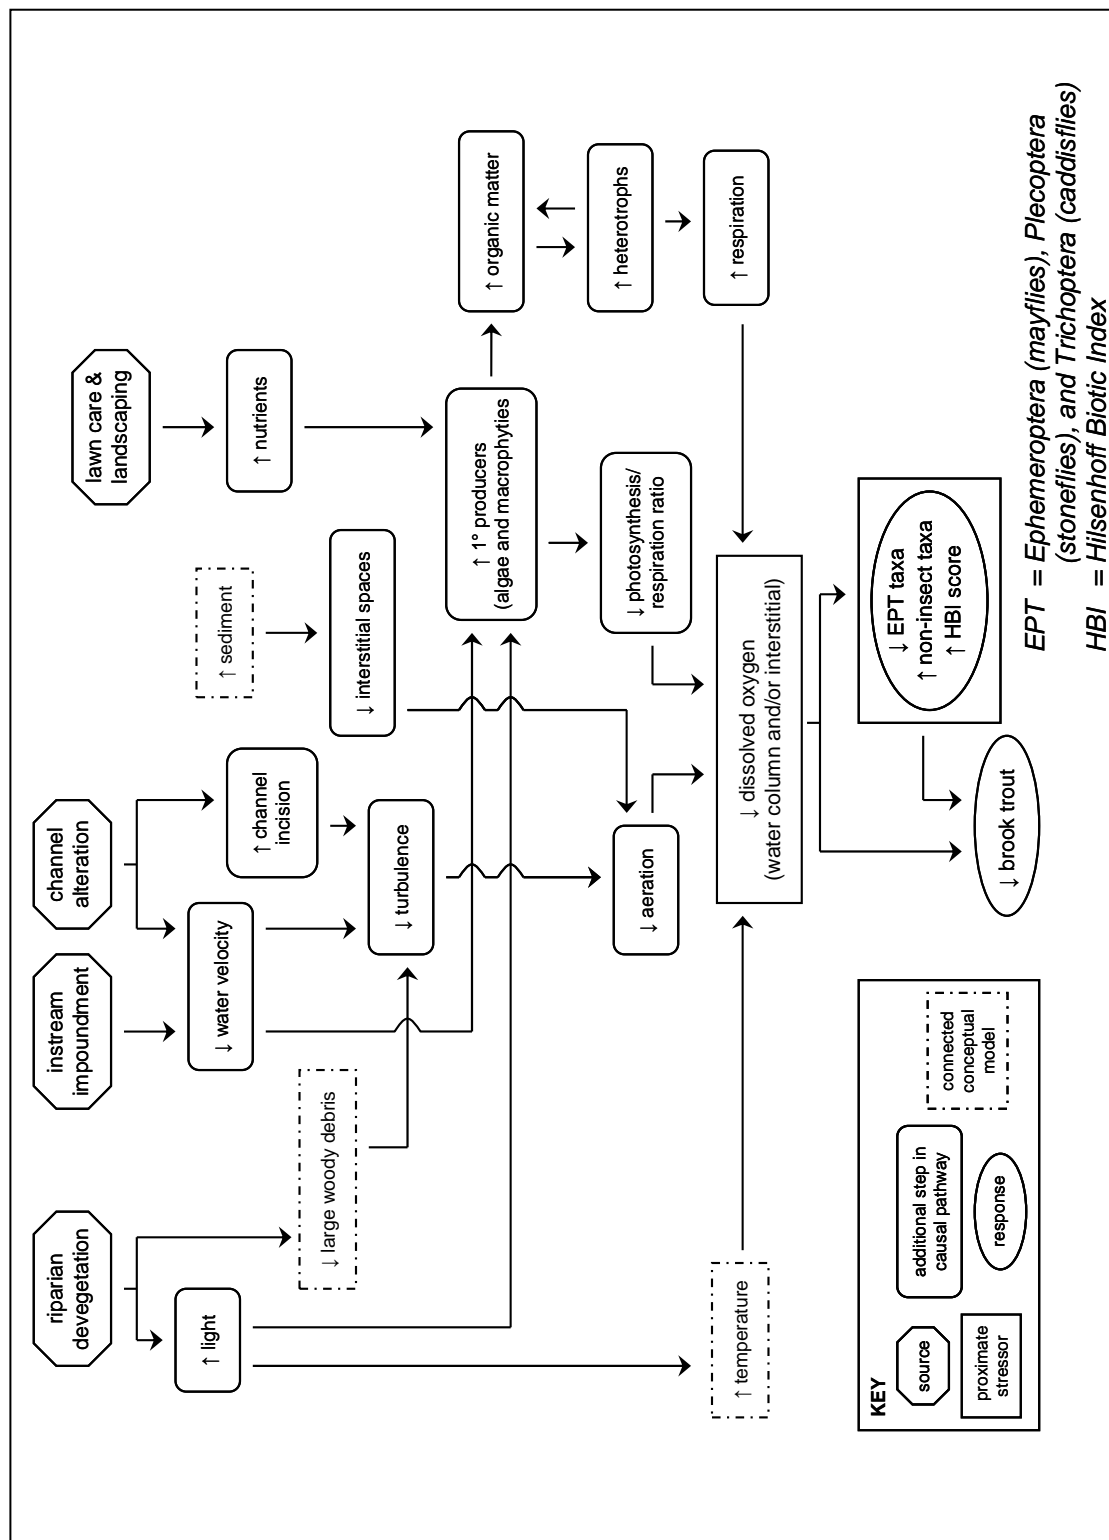 riparian
devegetation
instream
impoundment
channel
alteration
lawn care &
landscaping
↑ light
↓ water velocity
↑ channel
incision
↑ sediment
↑ nutrients
↓ large woody debris
↓ turbulence
↓ interstitial spaces
↑ 1° producers
(algae and macrophyties)
↑ organic matter
↑ heterotrophs
↓ aeration
↓ photosynthesis/
respiration ratio
↑ respiration
↑ temperature
↓ dissolved oxygen
(water column and/or interstitial)
↓ EPT taxa
↑ non-insect taxa
↑ HBI score
↓ brook trout
KEY
source
additional step in
causal pathway
connected
conceptual
model
proximate
stressor
response
EPT = Ephemeroptera (mayflies), Plecoptera
(stoneflies), and Trichoptera (caddisflies)
HBI = Hilsenhoff Biotic Index